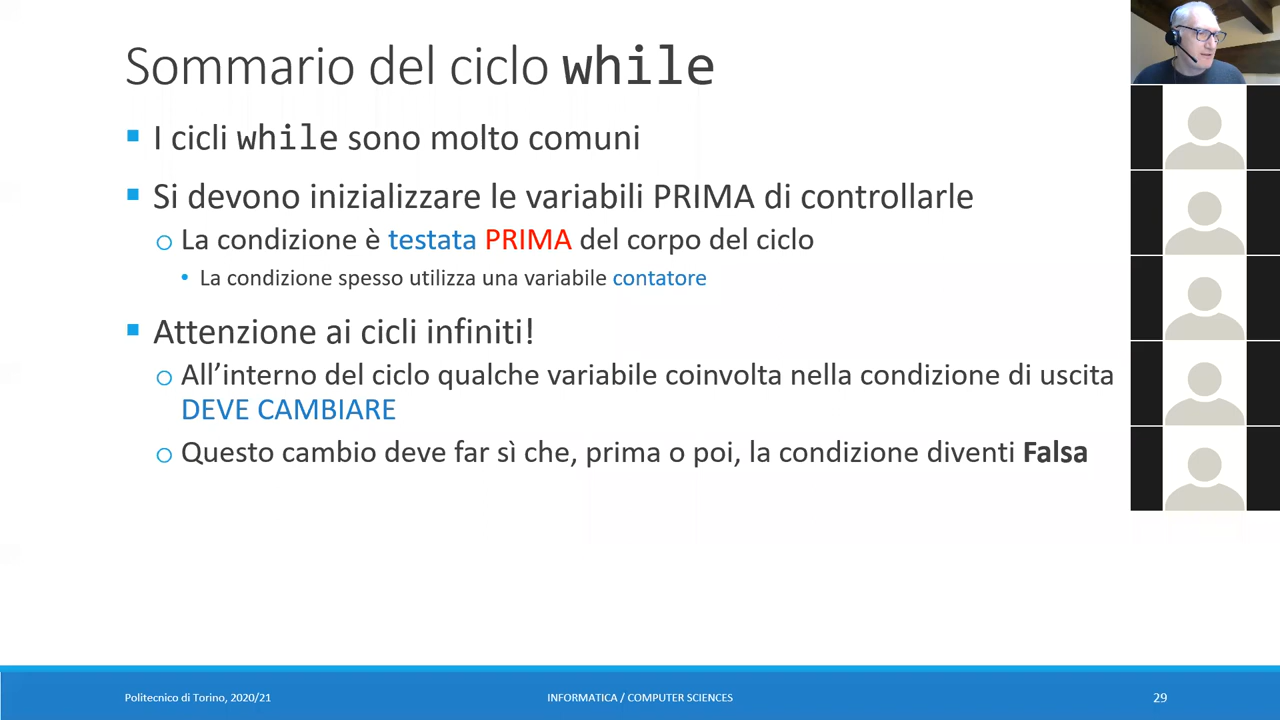 Sommario del ciclo while
I cicli while sono molto comuni
Si devono inizializzare le variabili PRIMA di controllarle
La condizione è testata PRIMA del corpo del ciclo
La condizione spesso utilizza una variabile contatore
Attenzione ai cicli infiniti!
All’interno del ciclo qualche variabile coinvolta nella condizione di uscita
DEVE CAMBIARE
Questo cambio deve far sì che, prima o poi, la condizione diventi Falsa
Politecnico di Torino, 2020/21
INFORMATICA / COMPUTER SCIENCES
29